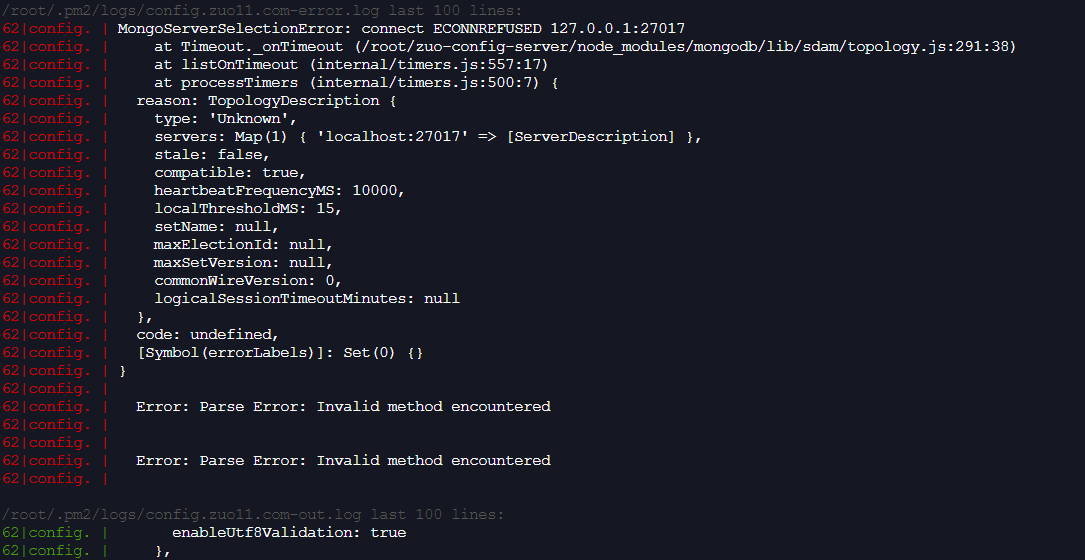 /root/.pm2/logs/config.zuo11.com-error.log last 100 lines:
62|config. | MongoServerSelectionError: connect ECONNREFUSED 127.0.0.1:27017
62|config. |     at Timeout._onTimeout (/root/zuo-config-server/node_modules/mongodb/lib/sdam/topology.js:291:38)
62|config. |     at listOnTimeout (internal/timers.js:557:17)
62|config. |     at processTimers (internal/timers.js:500:7) {
62|config. |   reason: TopologyDescription {
62|config. |     type: 'Unknown',
62|config. |     servers: Map(1) { 'localhost:27017' => [ServerDescription] },
62|config. |     stale: false,
62|config. |     compatible: true,
62|config. |     heartbeatFrequencyMS: 10000,
62|config. |     localThresholdMS: 15,
62|config. |     setName: null,
62|config. |     maxElectionId: null,
62|config. |     maxSetVersion: null,
62|config. |     commonWireVersion: 0,
62|config. |     logicalSessionTimeoutMinutes: null
62|config. |   },
62|config. |   code: undefined,
62|config. |   [Symbol(errorLabels)]: Set(0) {}
62|config. | }
62|config. |
62|config. |   Error: Parse Error: Invalid method encountered
62|config. |
62|config. |
62|config. |   Error: Parse Error: Invalid method encountered
62|config. |
/root/.pm2/logs/config.zuo11.com-out.log last 100 lines:
62|config. |       enableUtf8Validation: true
62|config. |     },